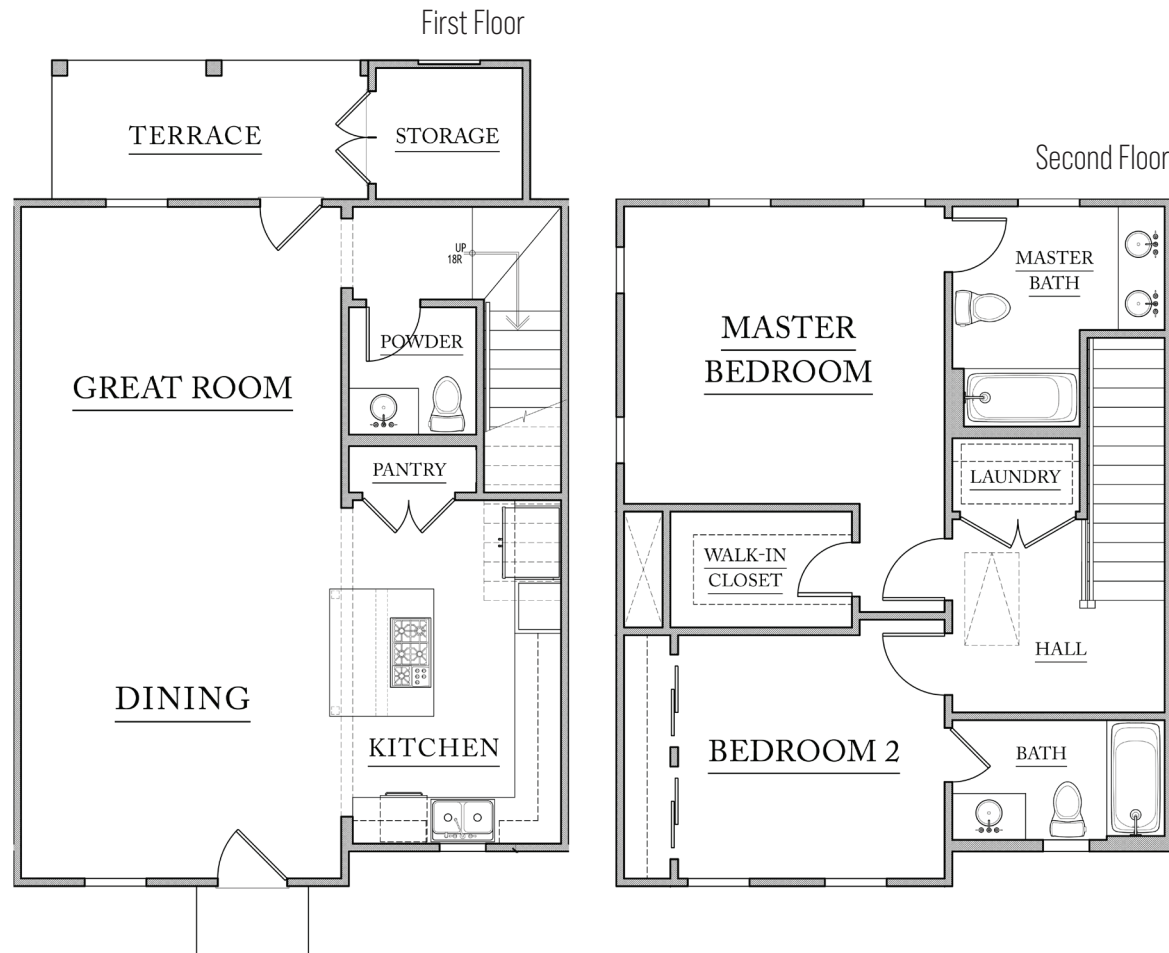 First Floor
TERRACE
STORAGE
UP
18R
POWDER
GREAT ROOM
PANTRY
DINING
KITCHEN
Second Floor
MASTER
BATH
MASTER
BEDROOM
LAUNDRY
WALK-IN
CLOSET
HALL
BEDROOM 2
BATH